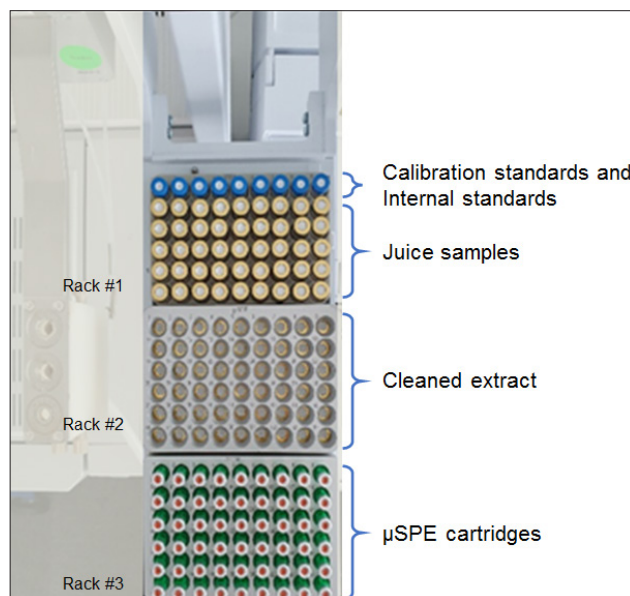 Calibration standards and
Internal standards
Juice samples
Rack #1
Cleaned extract
Rack #2
µSPE cartridges
Rack #3